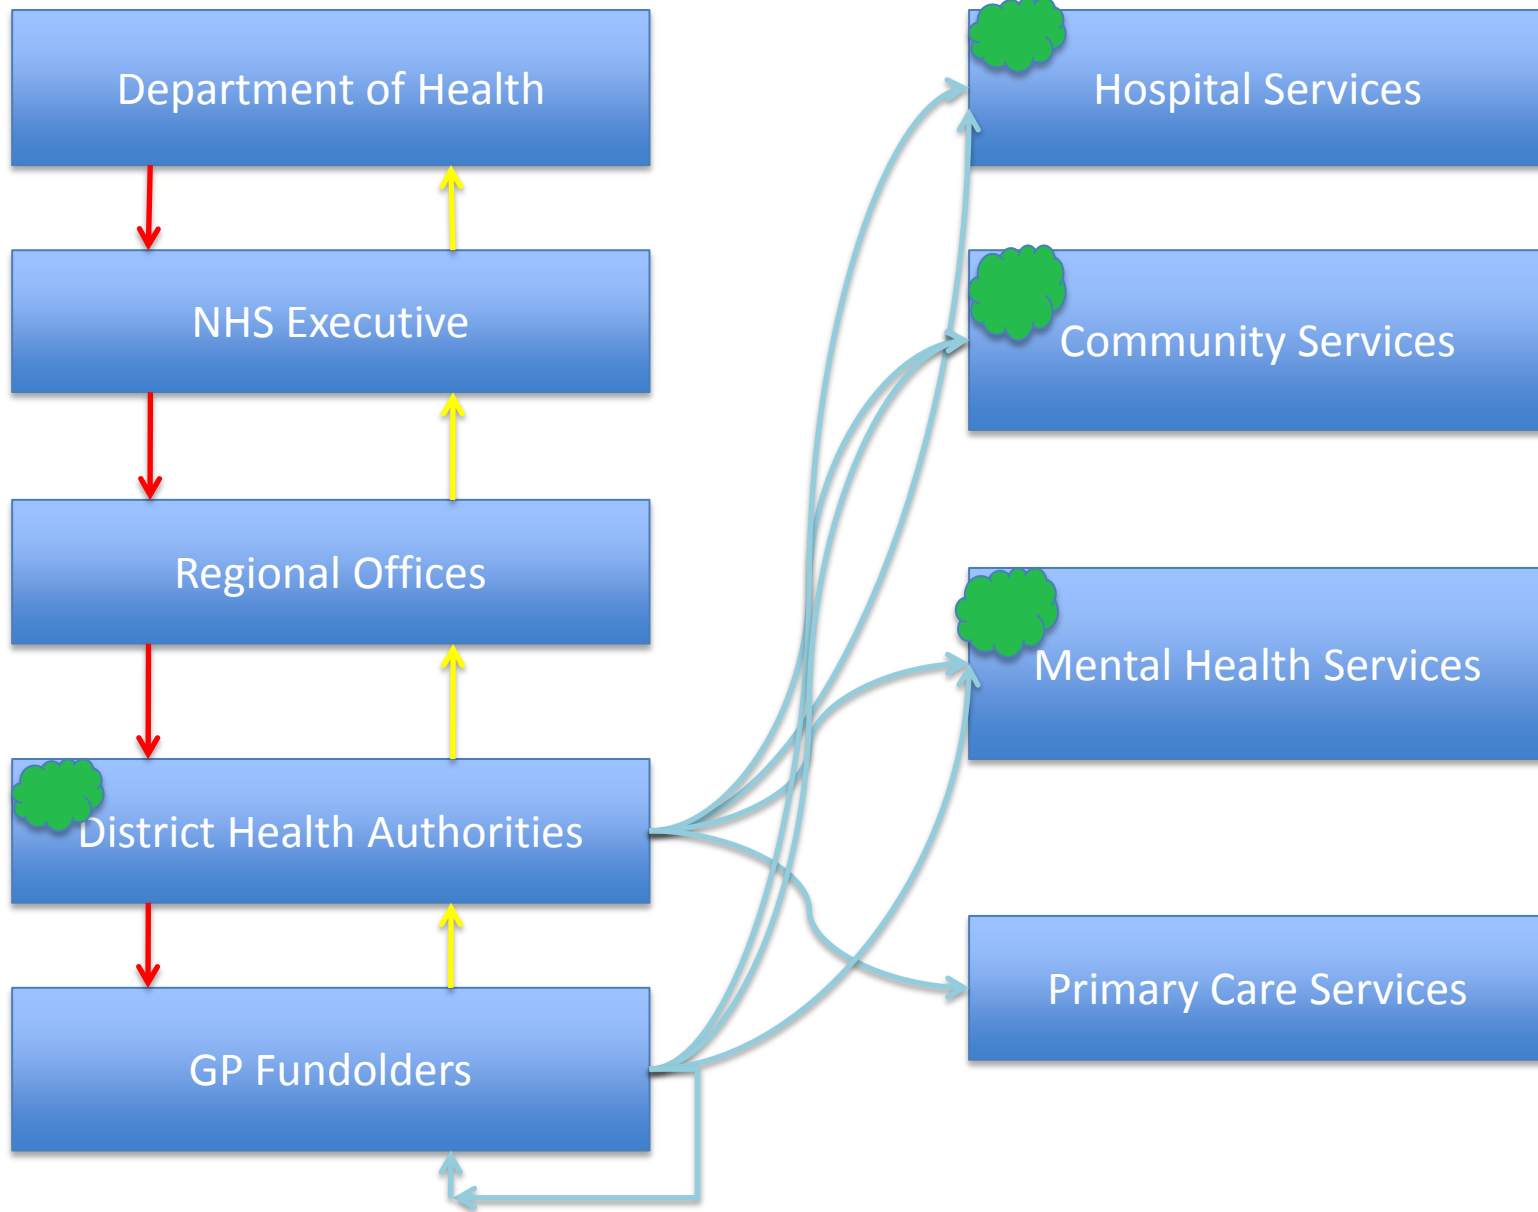 Department of Health
NHS Executive
Regional Offices
District Health Authorities
GP Fundolders
Hospital Services
Community Services
Mental Health Services
Primary Care Services